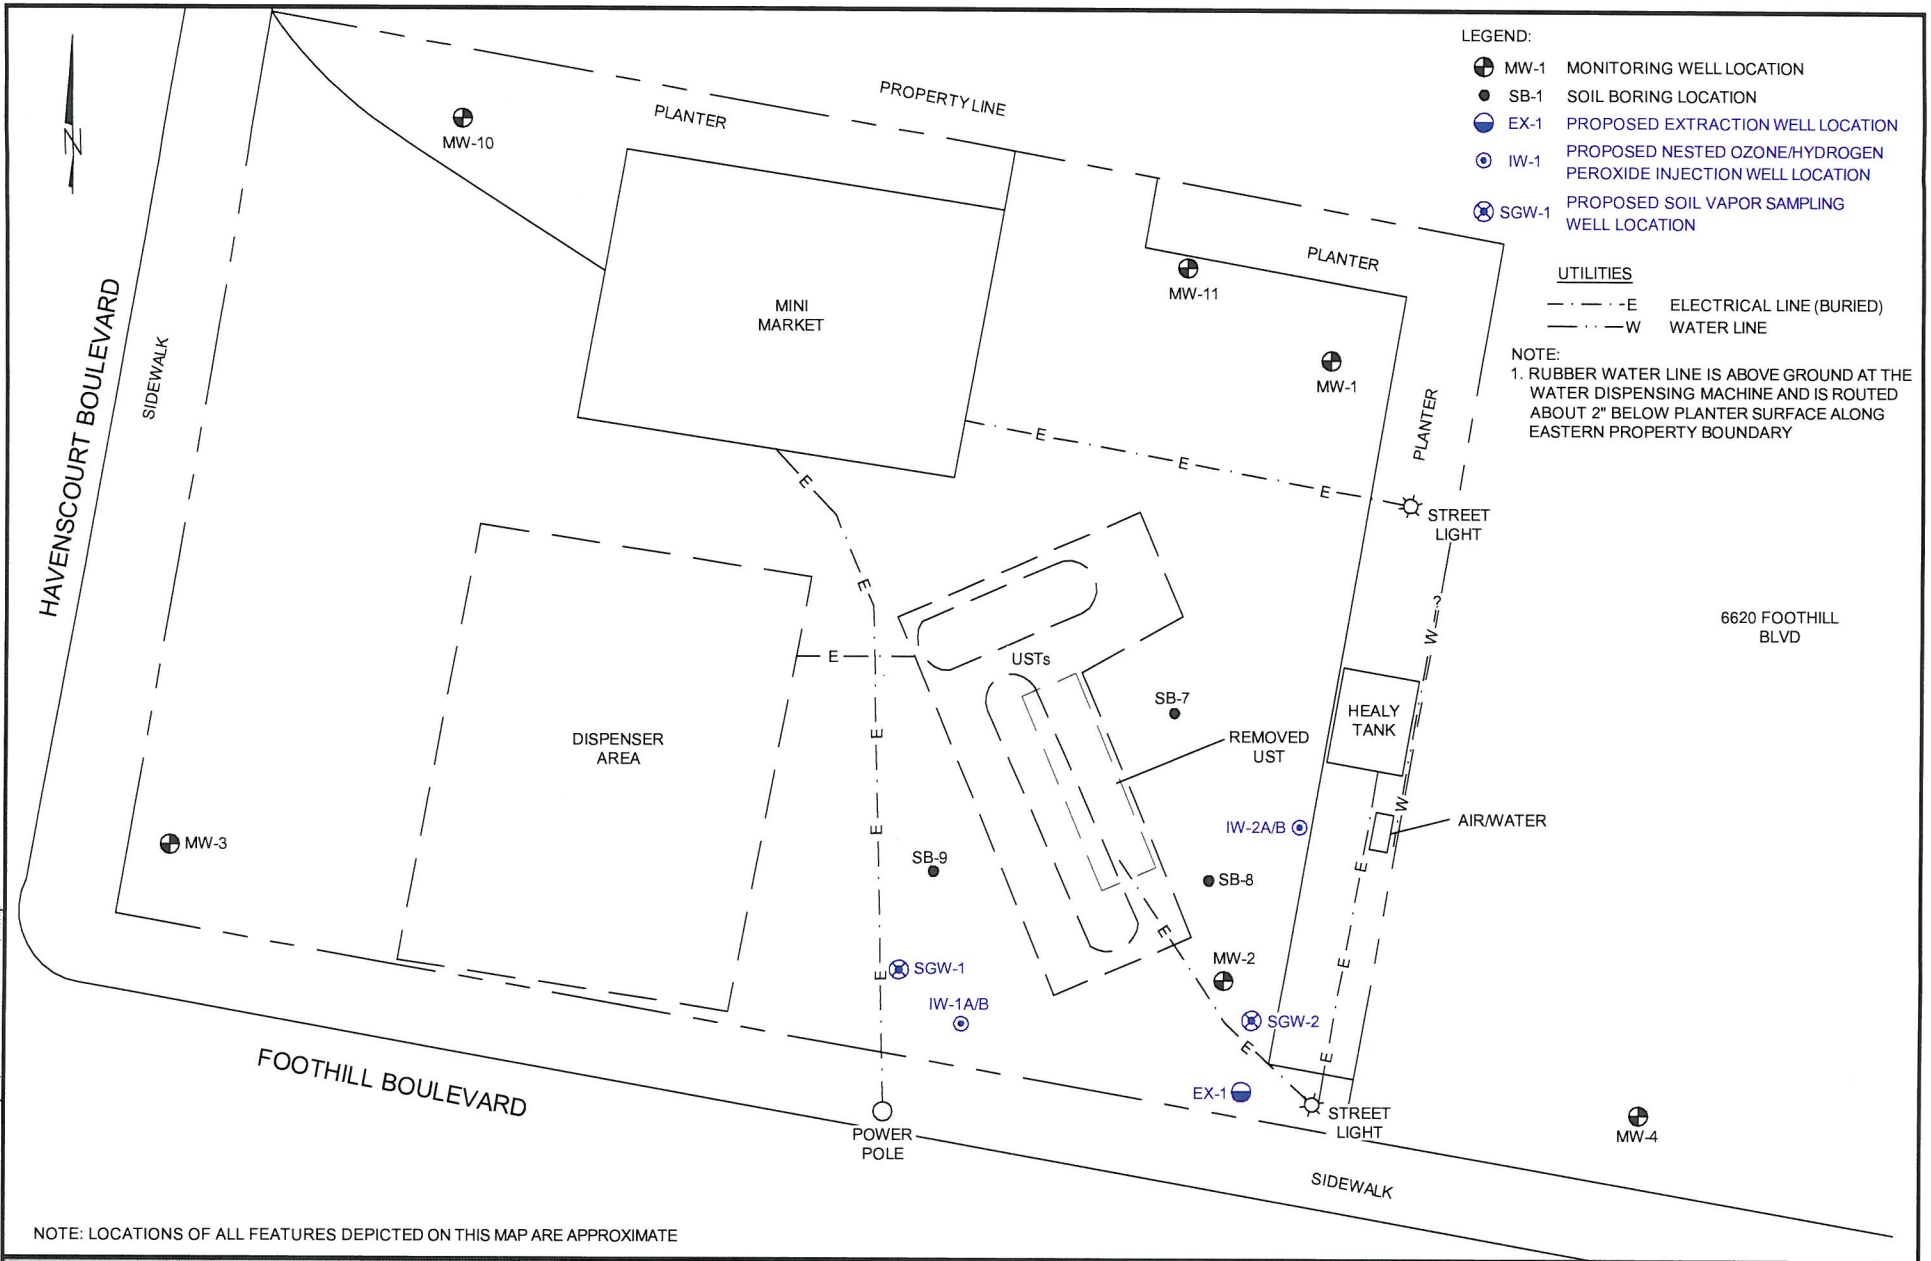 LEGEND:
MW-1 MONITORING WELL LOCATION
SB-1 SOIL BORING LOCATION
EX-1 PROPOSED EXTRACTION WELL LOCATION
IW-1 PROPOSED NESTED OZONE/HYDROGEN
PEROXIDE INJECTION WELL LOCATION
SGW-1 PROPOSED SOIL VAPOR SAMPLING
WELL LOCATION
UTILITIES
E ELECTRICAL LINE (BURIED)
W WATER LINE
NOTE:
1. RUBBER WATER LINE IS ABOVE GROUND AT THE
WATER DISPENSING MACHINE AND IS ROUTED
ABOUT 2" BELOW PLANTER SURFACE ALONG
EASTERN PROPERTY BOUNDARY
N
PROPERTY LINE
PLANTER
MW-10
PLANTER
MW-11
MINI
MARKET
MW-1
HAVENSCOURT BOULEVARD
SIDEWALK
PLANTER
E
E
E
E
STREET
LIGHT
E
?
W
6620 FOOTHILL
BLVD
E
USTs
SB-7
HEALY
TANK
REMOVED
UST
DISPENSER
AREA
E
W
AIR/WATER
IW-2A/B
E
MW-3
SB-9
E
SB-8
E
MW-2
E
E
SGW-1
IW-1A/B
SGW-2
E
E
FOOTHILL BOULEVARD
EX-1
STREET
LIGHT
MW-4
POWER
POLE
SIDEWALK
NOTE: LOCATIONS OF ALL FEATURES DEPICTED ON THIS MAP ARE APPROXIMATE